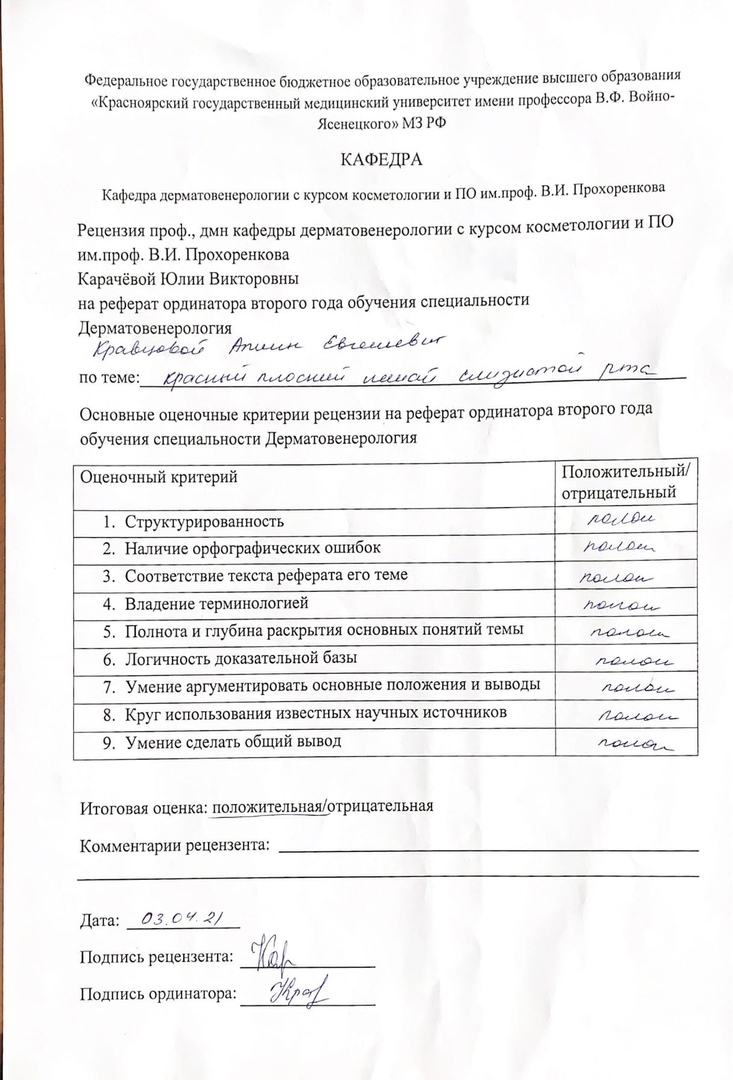 Федеральное государственное бюджетное образовательное учреждение высшего образования
«Красноярский государственный медицинский университет имени профессора В.Ф. Войно-
Ясенецкого» МЗ РФ
КАФЕДРА
Кафедра дерматовенерологии с курсом косметологии и ПО им.проф. В.И. Прохоренкова
Рецензия проф., дмн кафедры дерматовенерологии с курсом косметологии и ПО
им.проф. В.И. Прохоренкова
Карачёвой Юлии Викторовны
на реферат ординатора второго года обучения специальности
Дерматовенерология
Кравцовой
по теме: красный плоский лишай слизистой рта
Основные оценочные критерии рецензии на реферат ординатора второго года
обучения специальности Дерматовенерология
Оценочный критерий Положительный/
отрицательный
1. Структурированность полож
2. Наличие орфографических ошибок полож
3. Соответствие текста реферата его теме полож
4. Владение терминологией полож
5. Полнота и глубина раскрытия основных понятий темы полож
6. Логичность доказательной базы полож
7. Умение аргументировать основные положения и выводы полож
8. Круг использования известных научных источников полож
9. Умение сделать общий вывод полож
Итоговая оценка: положительная/отрицательная
Комментарии рецензента:
Дата: 03.04.21
Подпись рецензента: Кар
Подпись ординатора: Крав